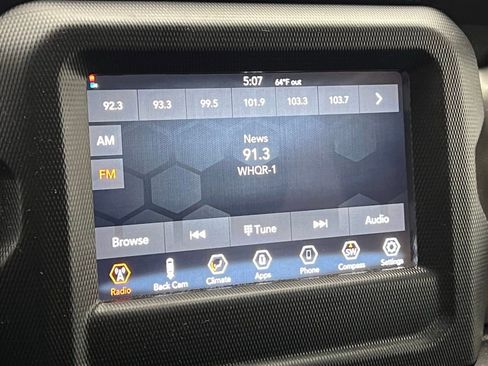 5:07 64°F out
92.3 93.3 99.5 101.9 103.3 103.7
AM
News
91.3
FM
WHQR-1
Browse Tune Audio
SW
Radio Back Cam Climate Apps Phone Compass Settings